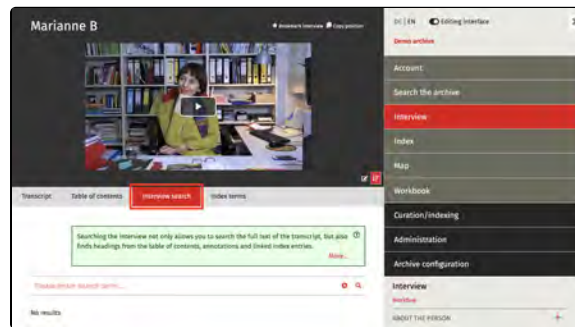 Marianne B
Bookmark interview Copy position
DE | EN Editing interface
Demo archive
Account
Search the archive
Interview
Index
Map
Workbook
Curation/indexing
Administration
Archive configuration
Interview
Workflow
ABOUT THE PERSON +
Transcript Table of contents Interview search Index terms
Searching the interview not only allows you to search the full text of the transcript, but also
finds headings from the table of contents, annotations and linked index entries.
More...
Please enter search term...
No results